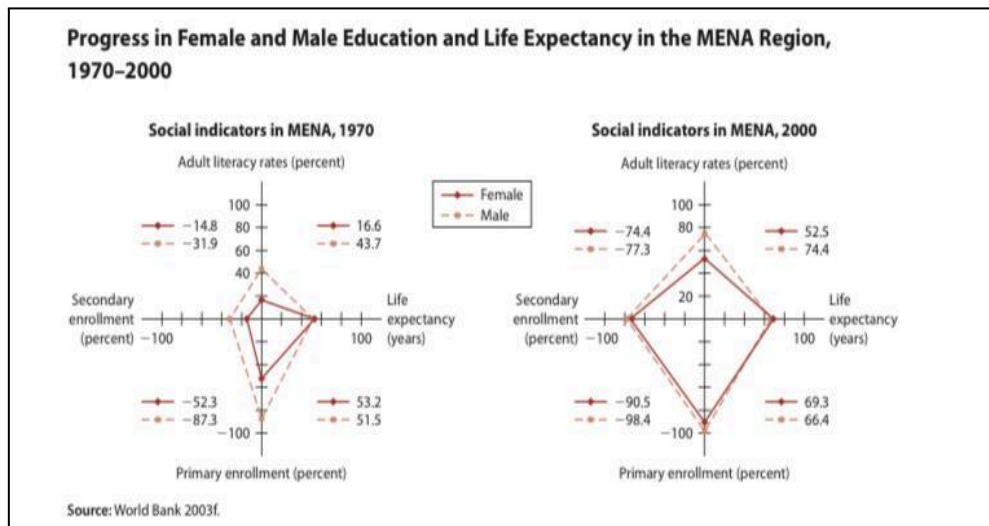 Progress in Female and Male Education and Life Expectancy in the MENA Region,
1970–2000
Social indicators in MENA, 1970
Adult literacy rates (percent)
100
80
60
40
−14.8
−31.9
16.6
43.7
Secondary
enrollment
(percent) −100
Life
expectancy
100 (years)
−52.3
−87.3
53.2
51.5
−100
Primary enrollment (percent)
Female
Male
Social indicators in MENA, 2000
Adult literacy rates (percent)
100
80
20
−74.4
−77.3
52.5
74.4
Secondary
enrollment
(percent) −100
Life
expectancy
100 (years)
−90.5
−98.4
69.3
66.4
−100
Primary enrollment (percent)
Source: World Bank 2003f.